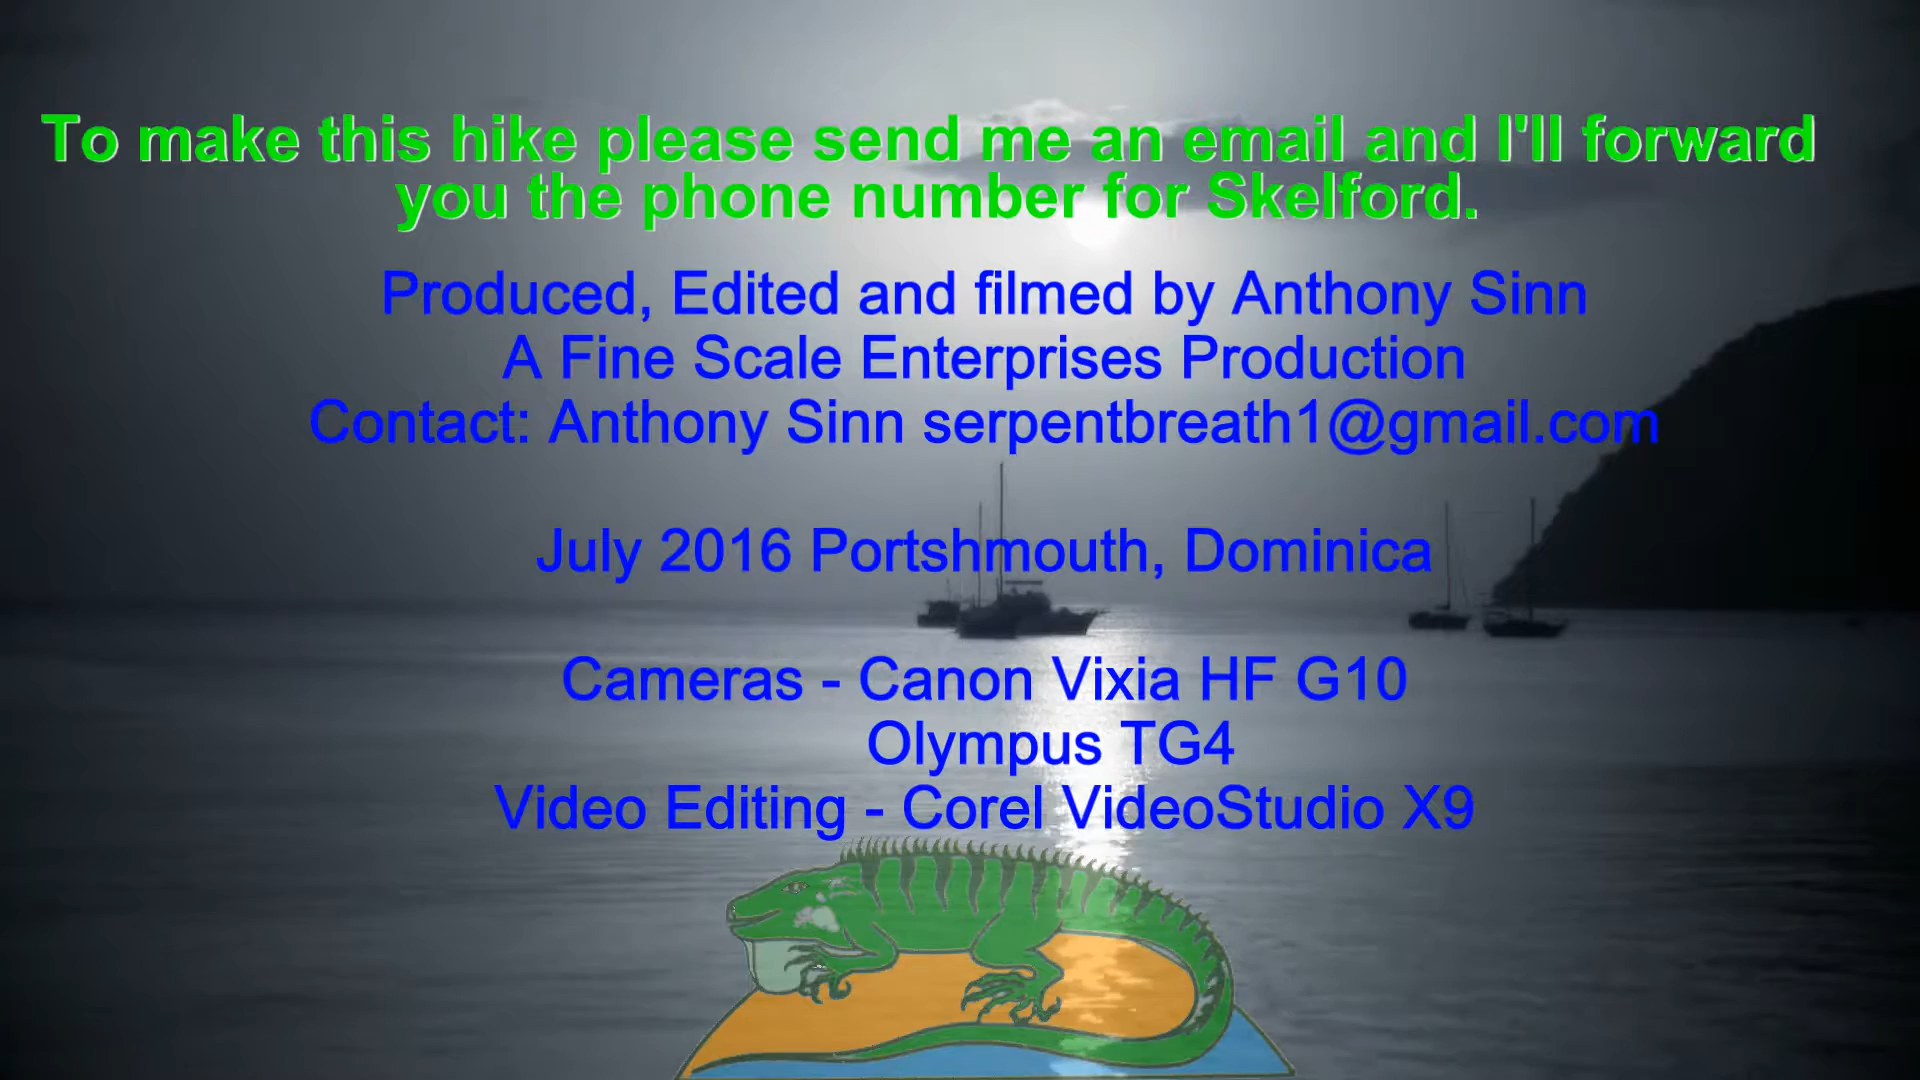 To make this hike please send me an email and I'll forward
you the phone number for Skelford.
Produced, Edited and filmed by Anthony Sinn
A Fine Scale Enterprises Production
Contact: Anthony Sinn serpentbreath1@gmail.com
July 2016 Portshmouth, Dominica
Cameras - Canon Vixia HF G10
Olympus TG4
Video Editing - Corel VideoStudio X9